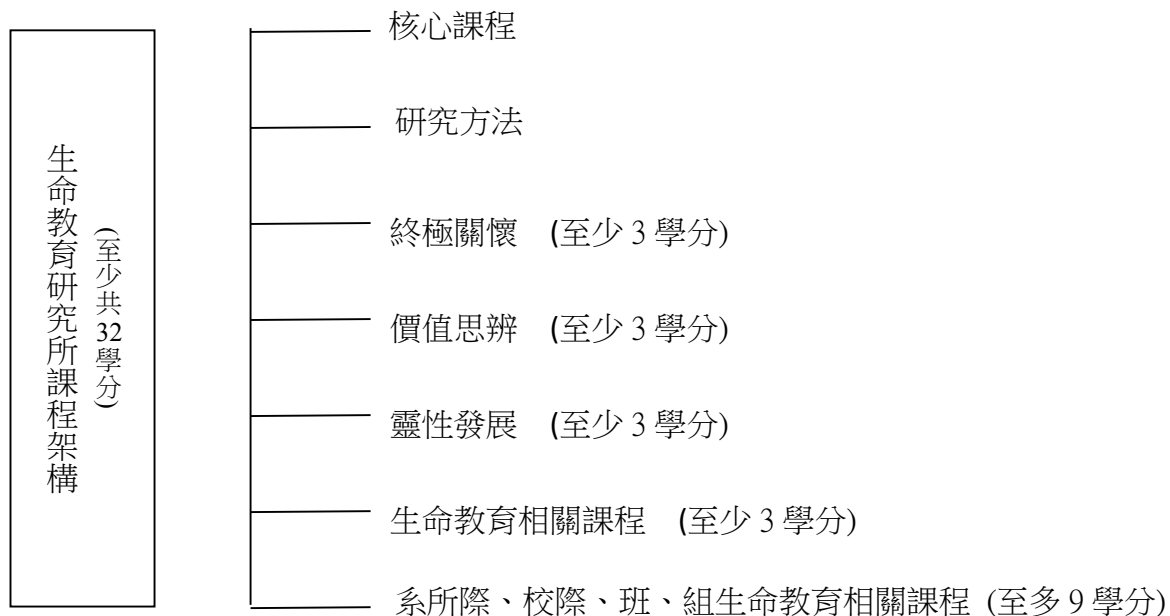 生命教育研究所課程架構
(至少共32學分)
核心課程
研究方法
終極關懷 (至少 3 學分)
價值思辨 (至少 3 學分)
靈性發展 (至少 3 學分)
生命教育相關課程 (至少 3 學分)
系所際、校際、班、組生命教育相關課程 (至多 9 學分)